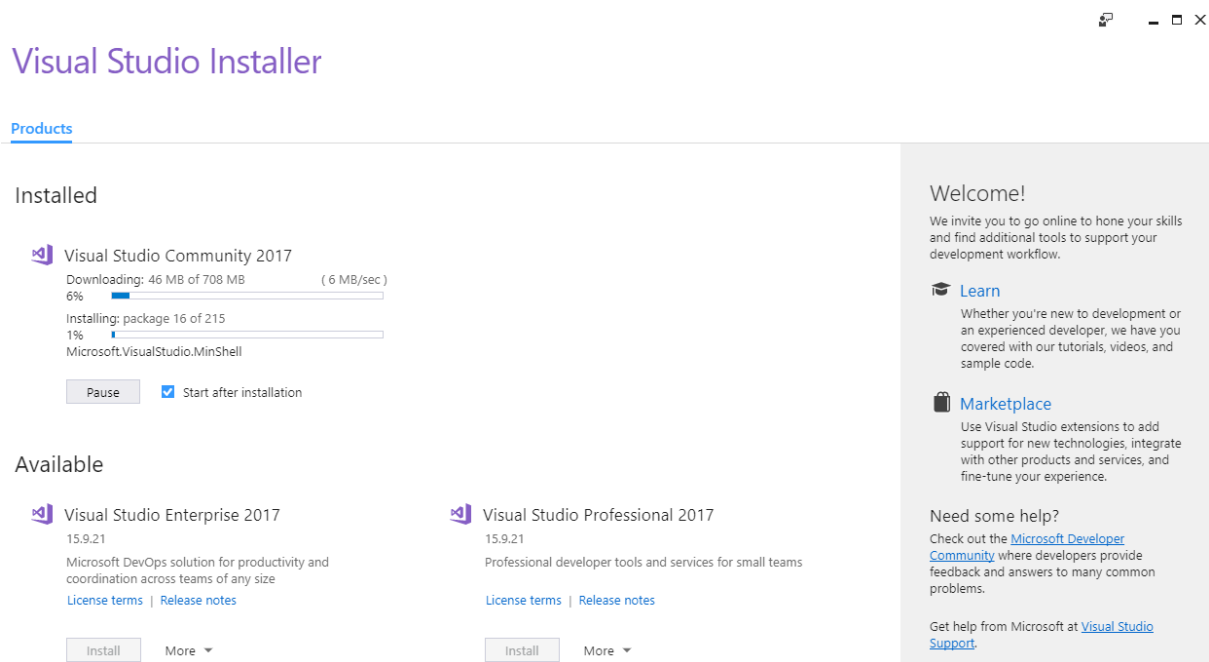 Visual Studio Installer
Products
Installed
Visual Studio Community 2017
Downloading: 46 MB of 708 MB ( 6 MB/sec )
6%
Installing: package 16 of 215
1%
Microsoft.VisualStudio.MinShell
Pause Start after installation
Available
Visual Studio Enterprise 2017
15.9.21
Microsoft DevOps solution for productivity and
coordination across teams of any size
License terms | Release notes
Install More
Visual Studio Professional 2017
15.9.21
Professional developer tools and services for small teams
License terms | Release notes
Install More
Welcome!
We invite you to go online to hone your skills
and find additional tools to support your
development workflow.
Learn
Whether you're new to development or
an experienced developer, we have you
covered with our tutorials, videos, and
sample code.
Marketplace
Use Visual Studio extensions to add
support for new technologies, integrate
with other products and services, and
fine-tune your experience.
Need some help?
Check out the Microsoft Developer
Community where developers provide
feedback and answers to many common
problems.
Get help from Microsoft at Visual Studio
Support.